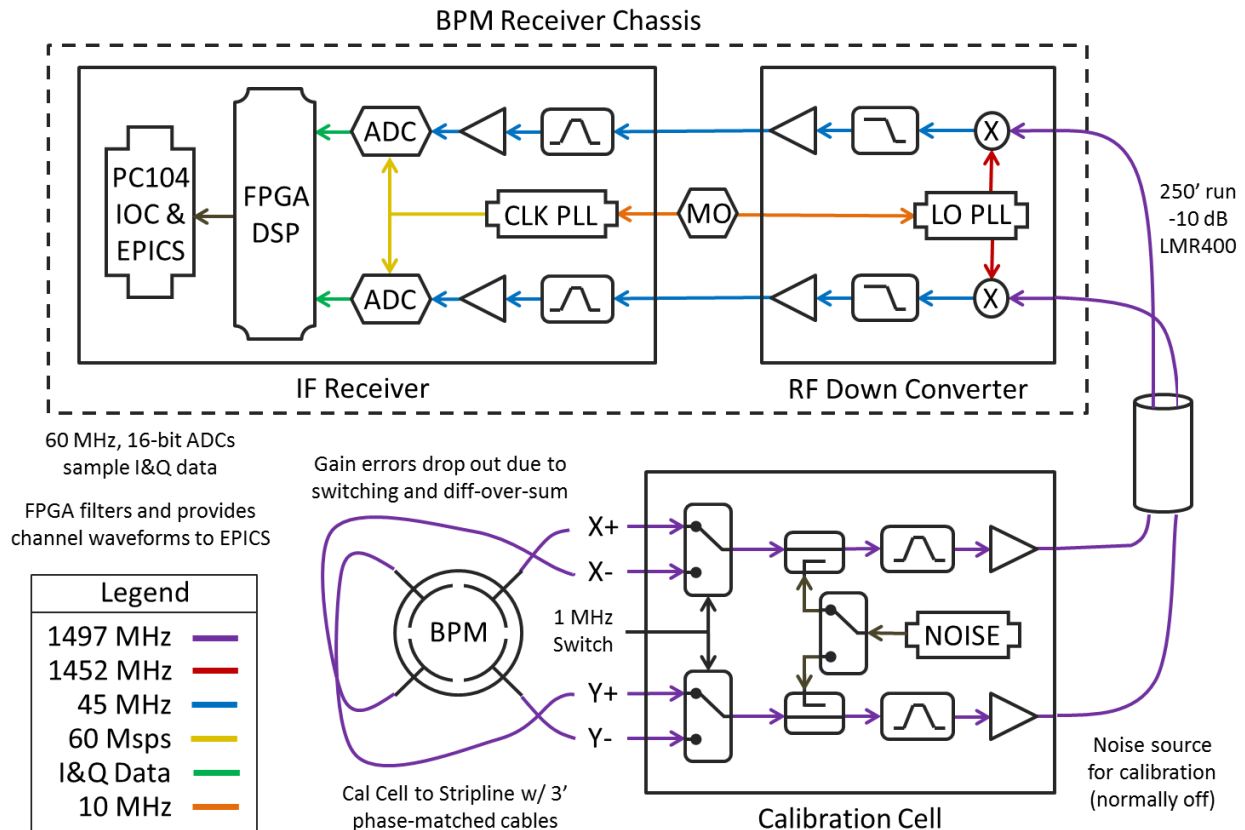 BPM Receiver Chassis
PC104
IOC &
EPICS
FPGA
DSP
ADC
ADC
CLK PLL
MO
LO PLL
X
X
IF Receiver
RF Down Converter
250’ run
-10 dB
LMR400
60 MHz, 16-bit ADCs
sample I&Q data
FPGA filters and provides
channel waveforms to EPICS
Gain errors drop out due to
switching and diff-over-sum
Legend
1497 MHz
1452 MHz
45 MHz
60 Msps
I&Q Data
10 MHz
BPM
X+
X-
1 MHz
Switch
Y+
Y-
NOISE
Cal Cell to Stripline w/ 3’
phase-matched cables
Calibration Cell
Noise source
for calibration
(normally off)